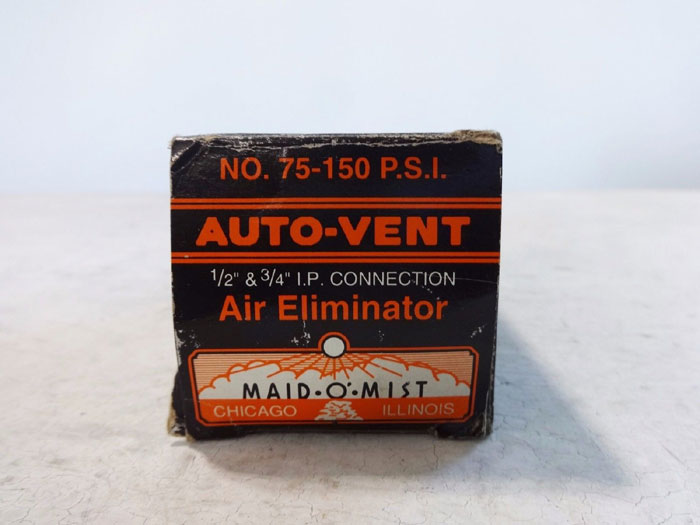 NO. 75-150 P.S.I.
AUTO-VENT
1/2" & 3/4" I.P. CONNECTION
Air Eliminator
MAID-O'-MIST
CHICAGO ILLINOIS